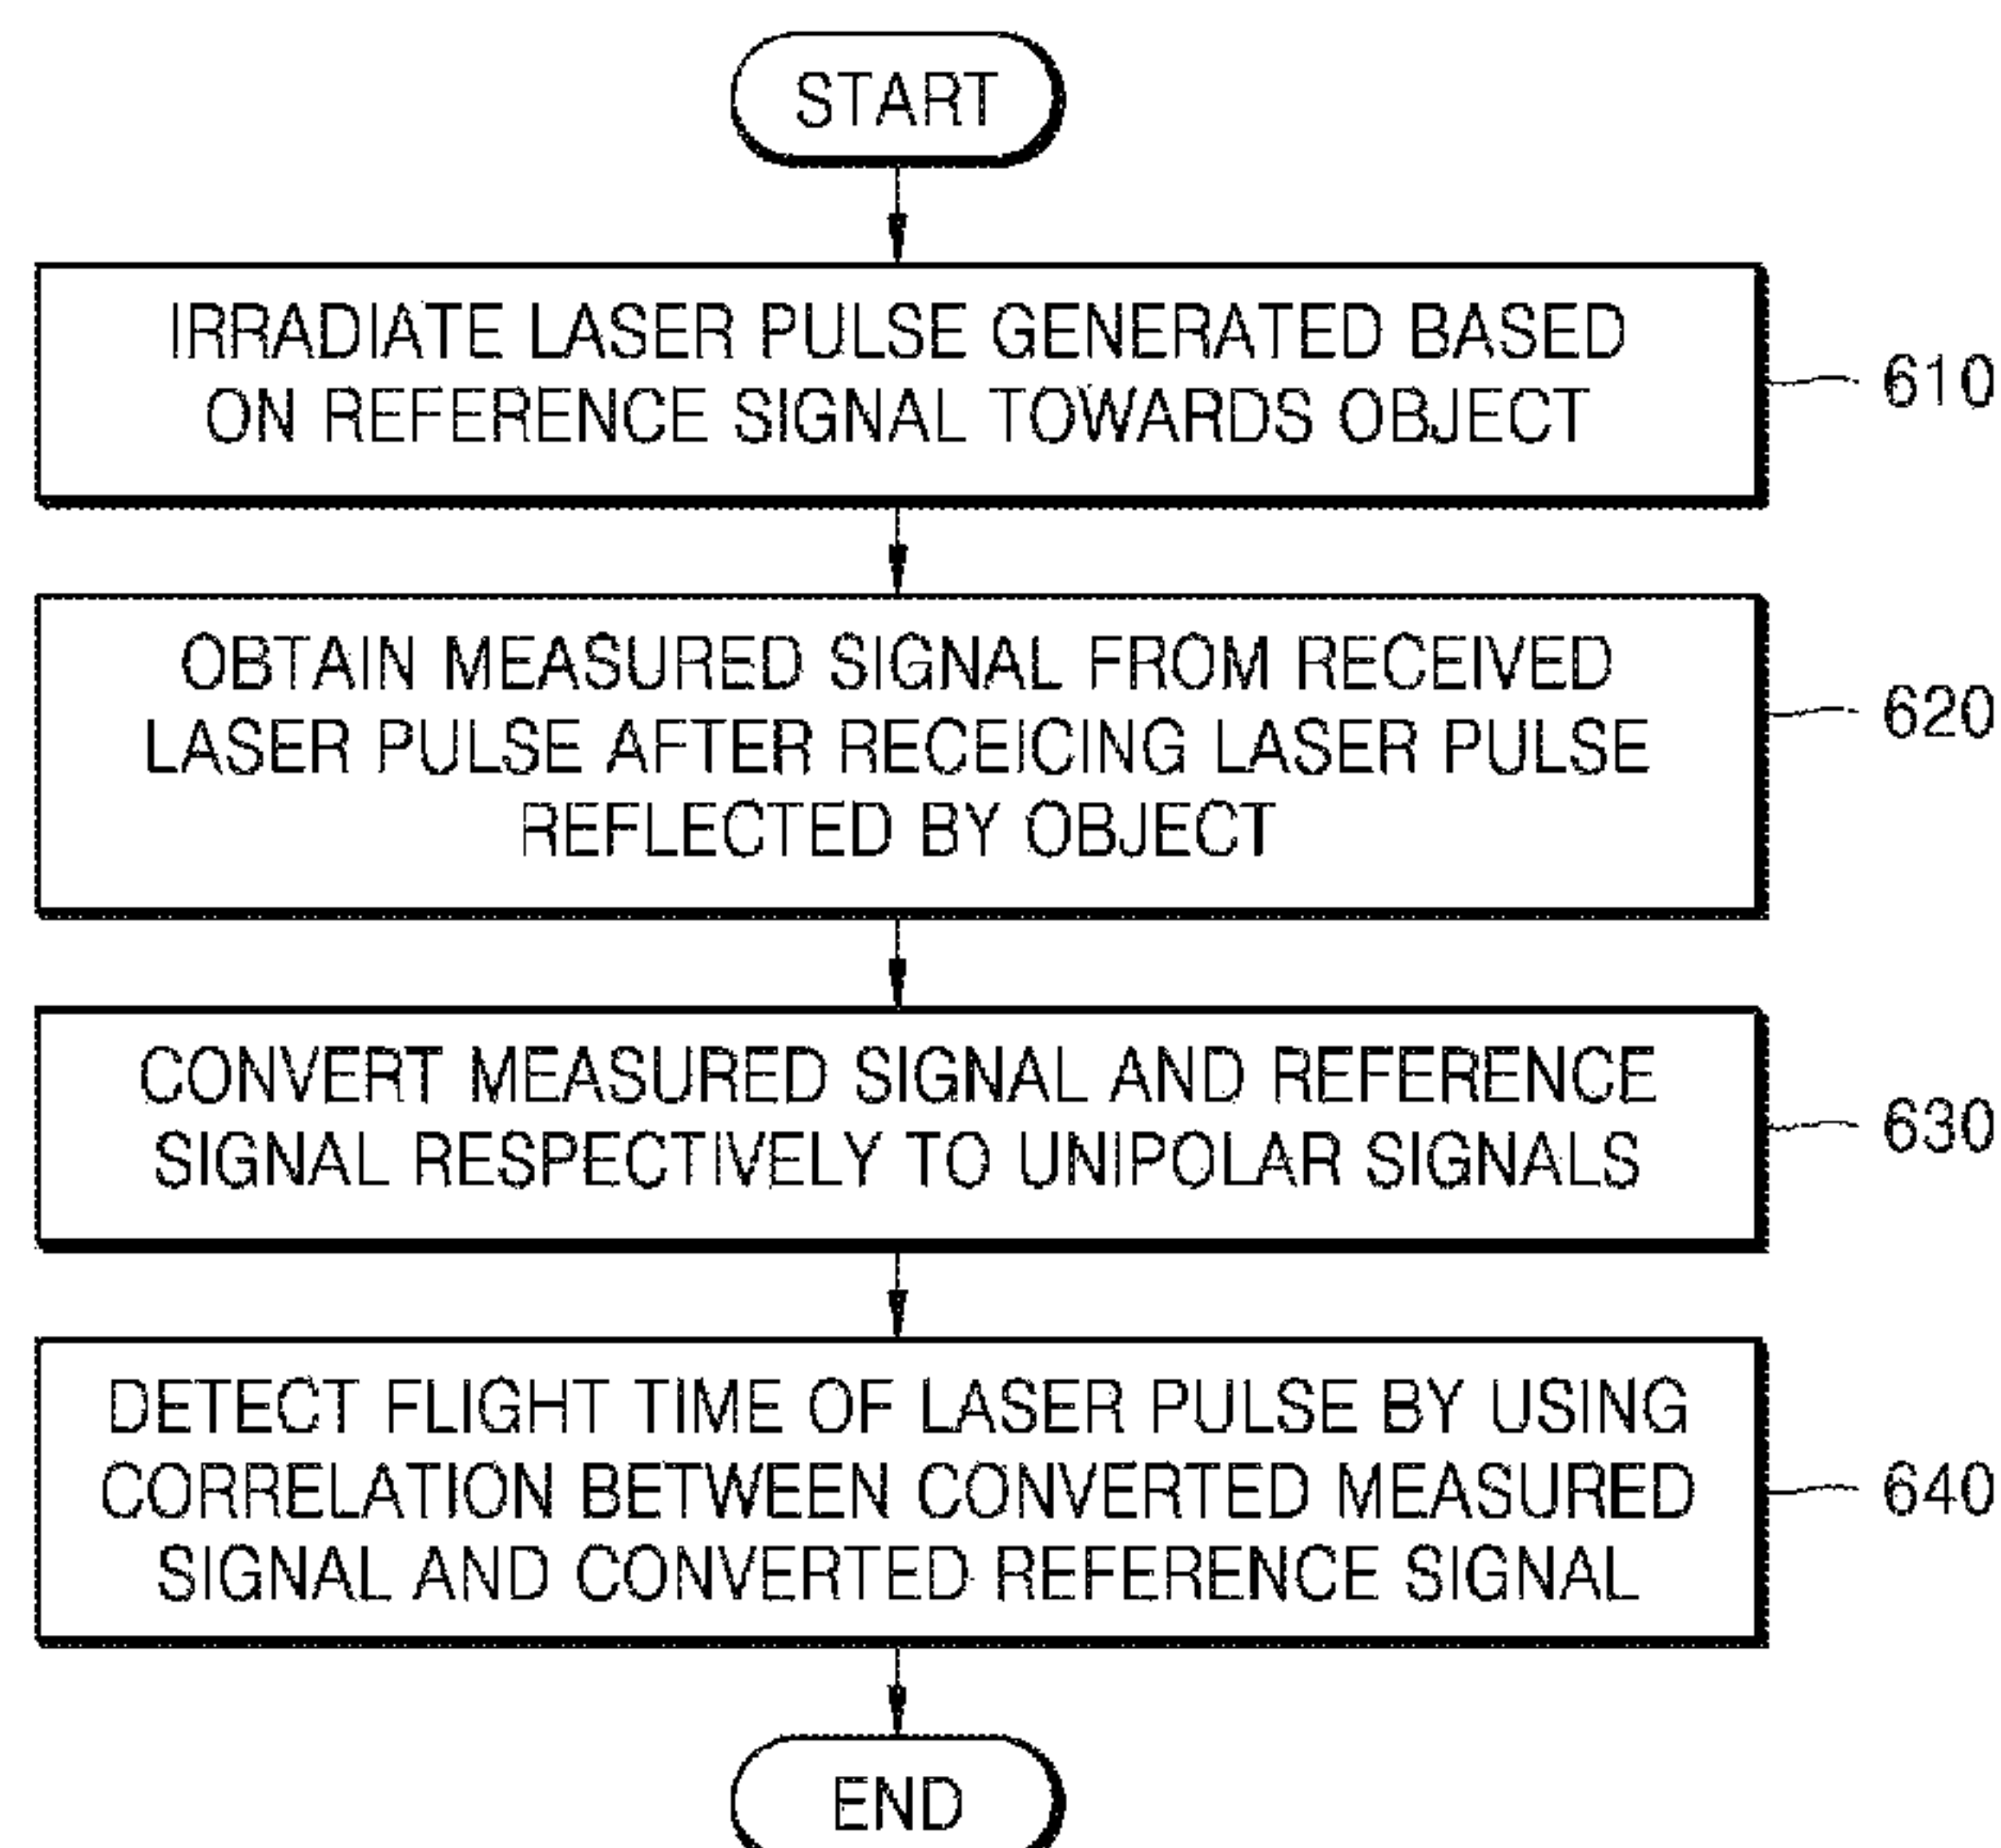 START
IRRADIATE LASER PULSE GENERATED BASED
ON REFERENCE SIGNAL TOWARDS OBJECT
610
OBTAIN MEASURED SIGNAL FROM RECEIVED
LASER PULSE AFTER RECEICING LASER PULSE
REFLECTED BY OBJECT
620
CONVERT MEASURED SIGNAL AND REFERENCE
SIGNAL RESPECTIVELY TO UNIPOLAR SIGNALS
630
DETECT FLIGHT TIME OF LASER PULSE BY USING
CORRELATION BETWEEN CONVERTED MEASURED
SIGNAL AND CONVERTED REFERENCE SIGNAL
640
END